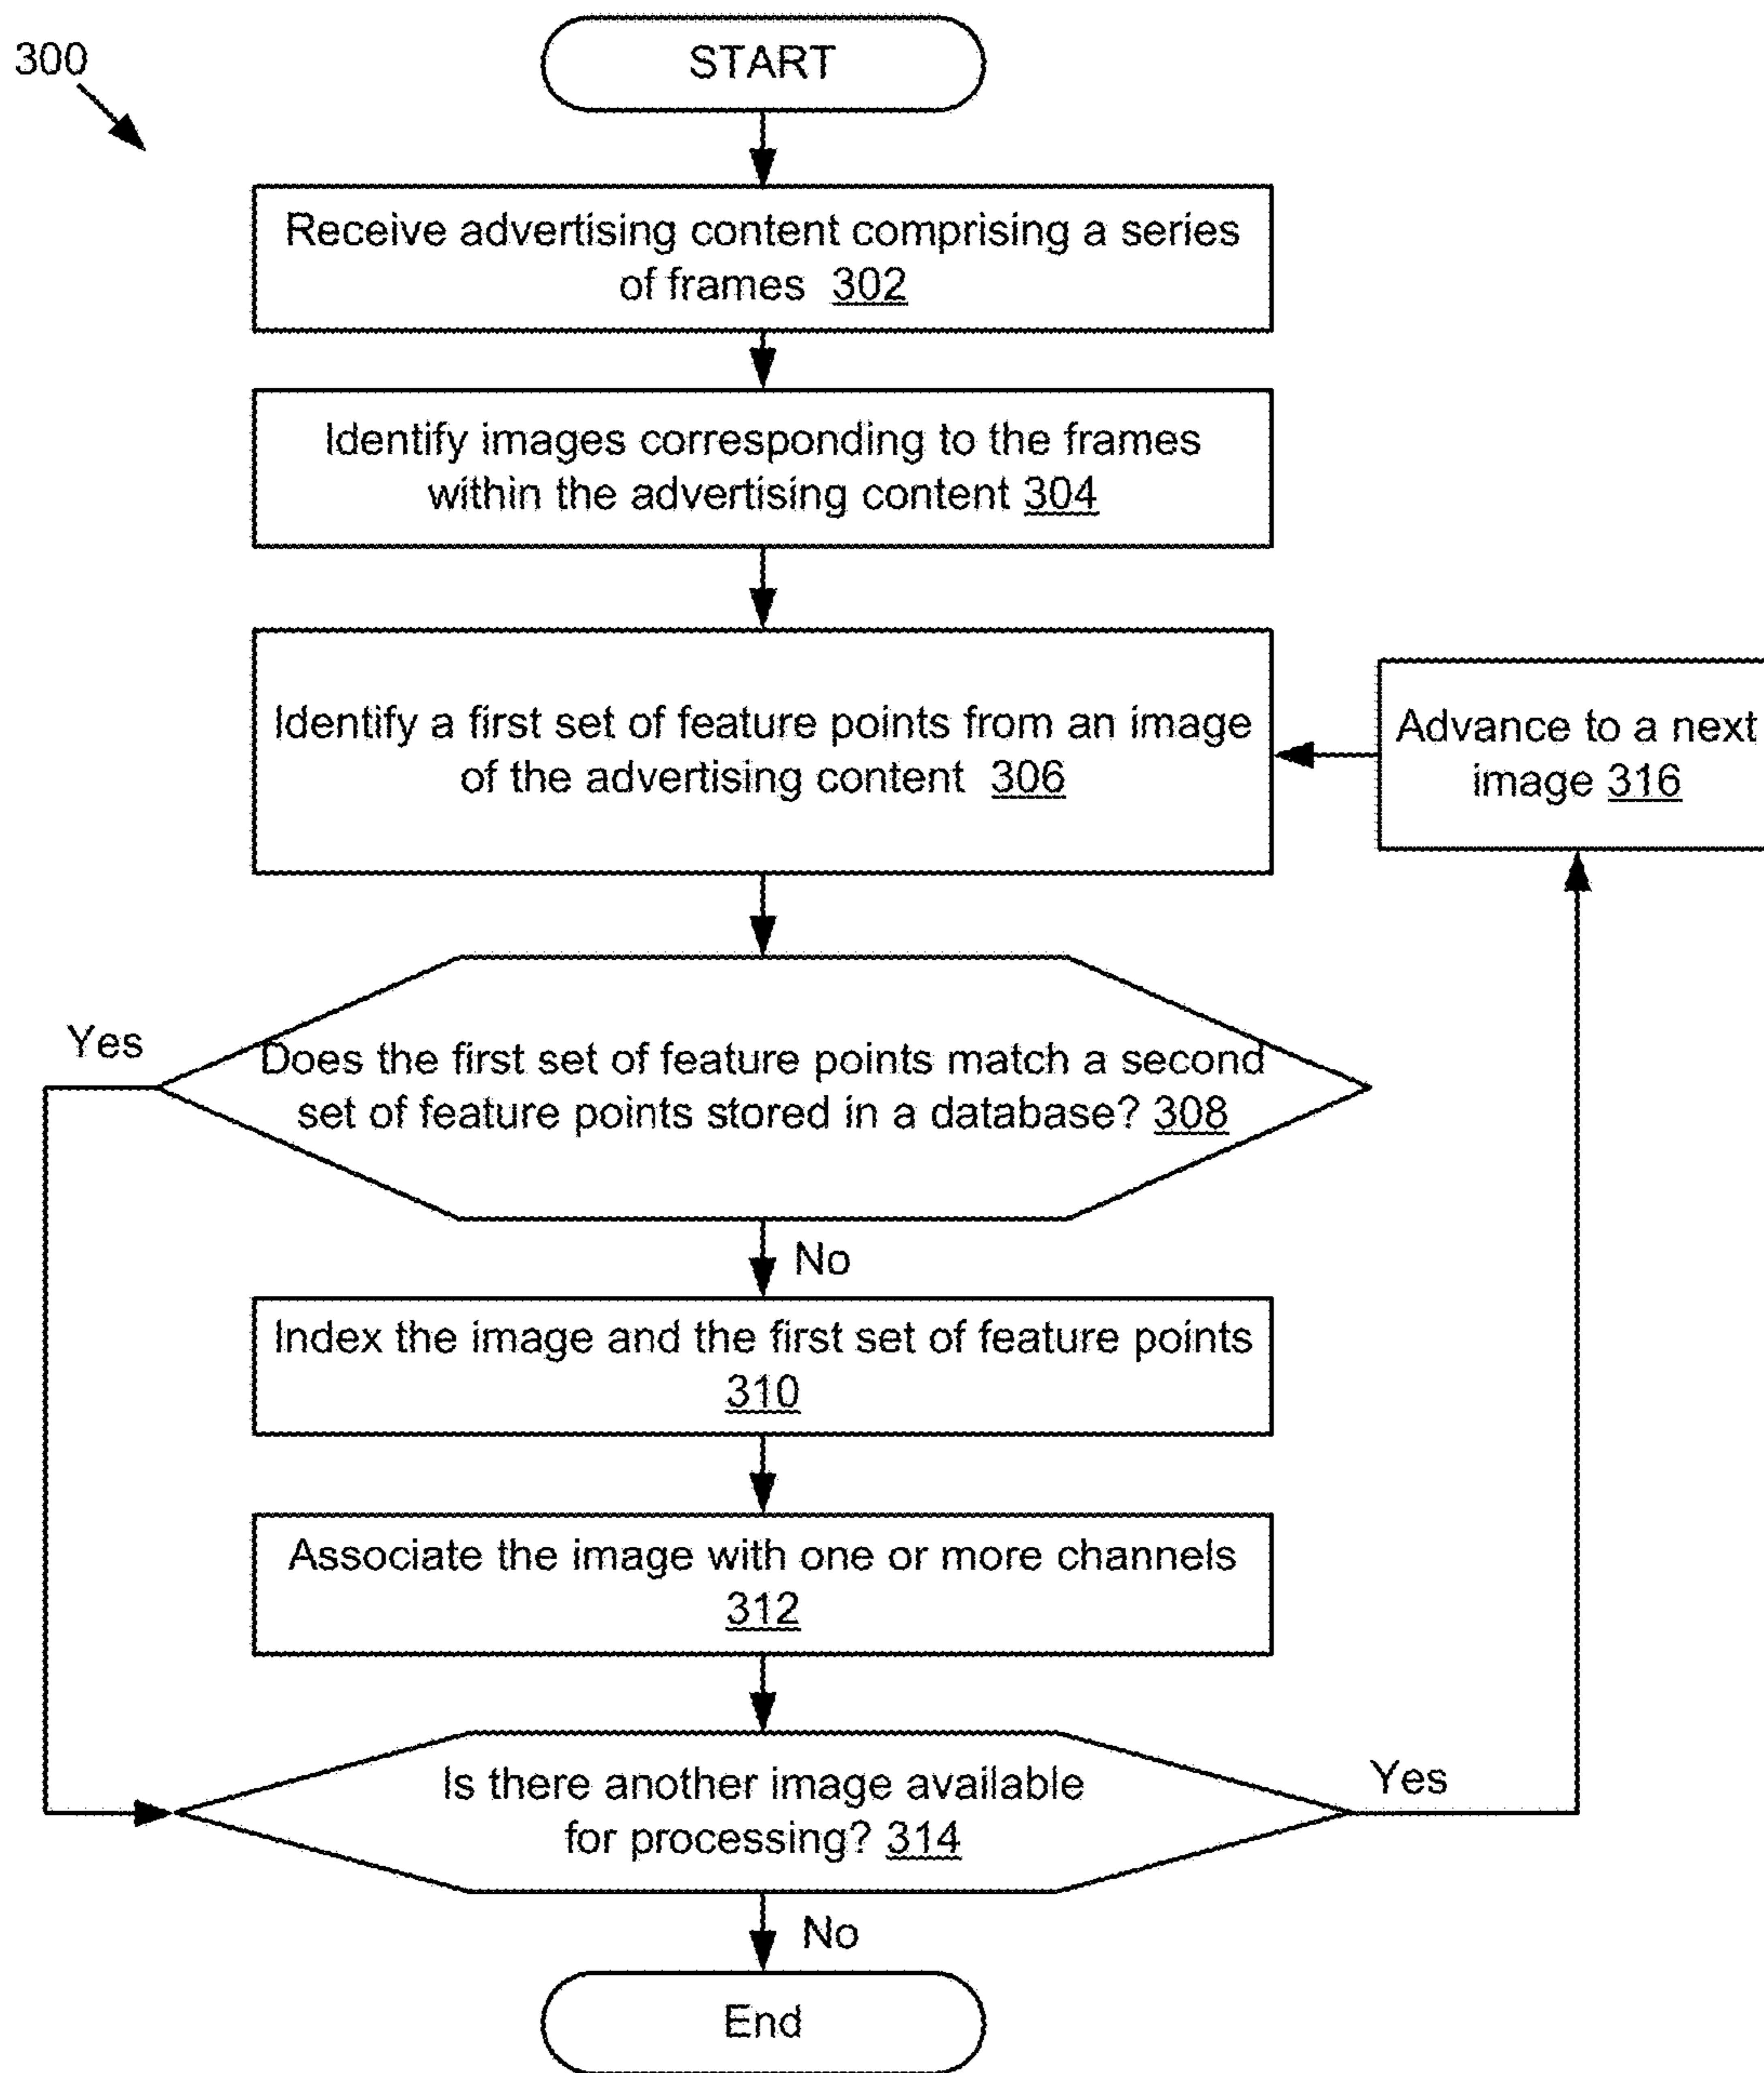 300
START
Receive advertising content comprising a series
of frames 302
Identify images corresponding to the frames
within the advertising content 304
Identify a first set of feature points from an image
of the advertising content 306
Advance to a next
image 316
Yes
Does the first set of feature points match a second
set of feature points stored in a database? 308
No
Index the image and the first set of feature points
310
Associate the image with one or more channels
312
Is there another image available
for processing? 314
Yes
No
End